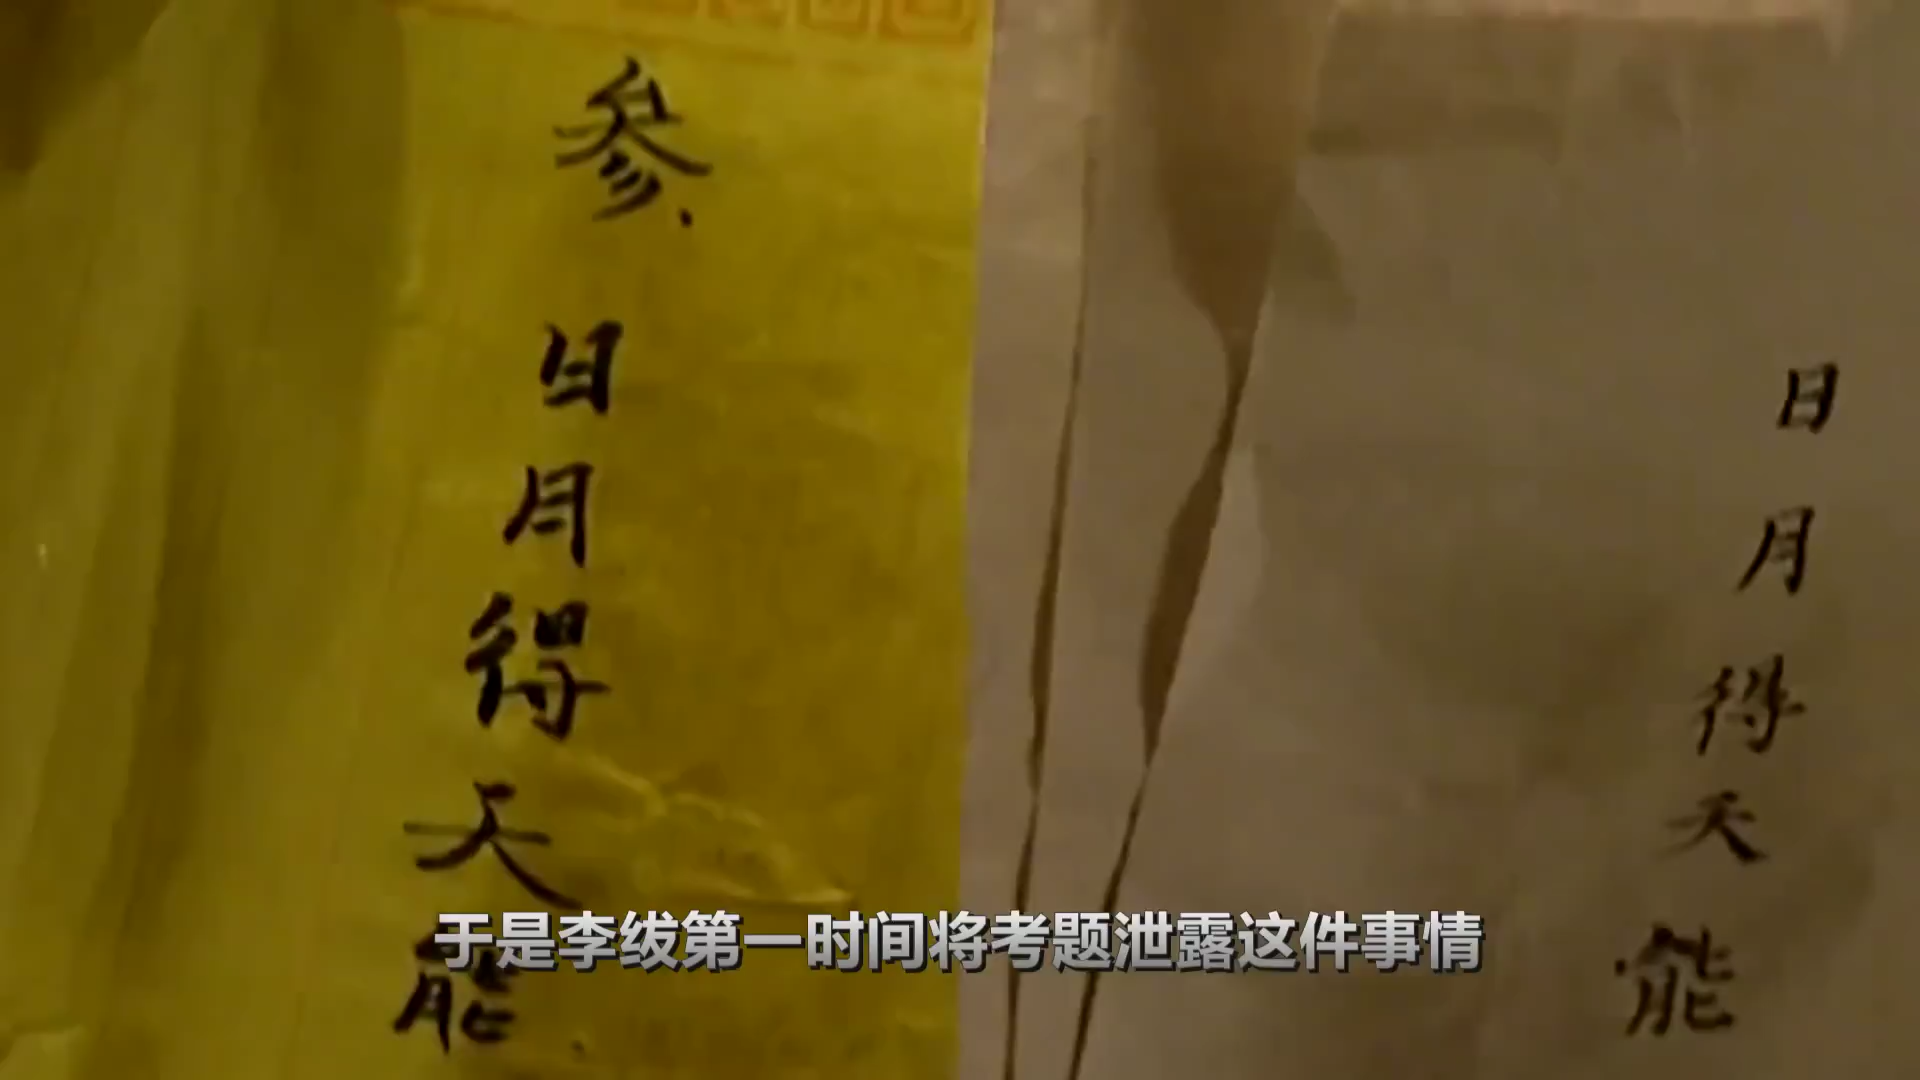 参、
日月得天能
日月得天能
于是李绂第一时间将考题泄露这件事情